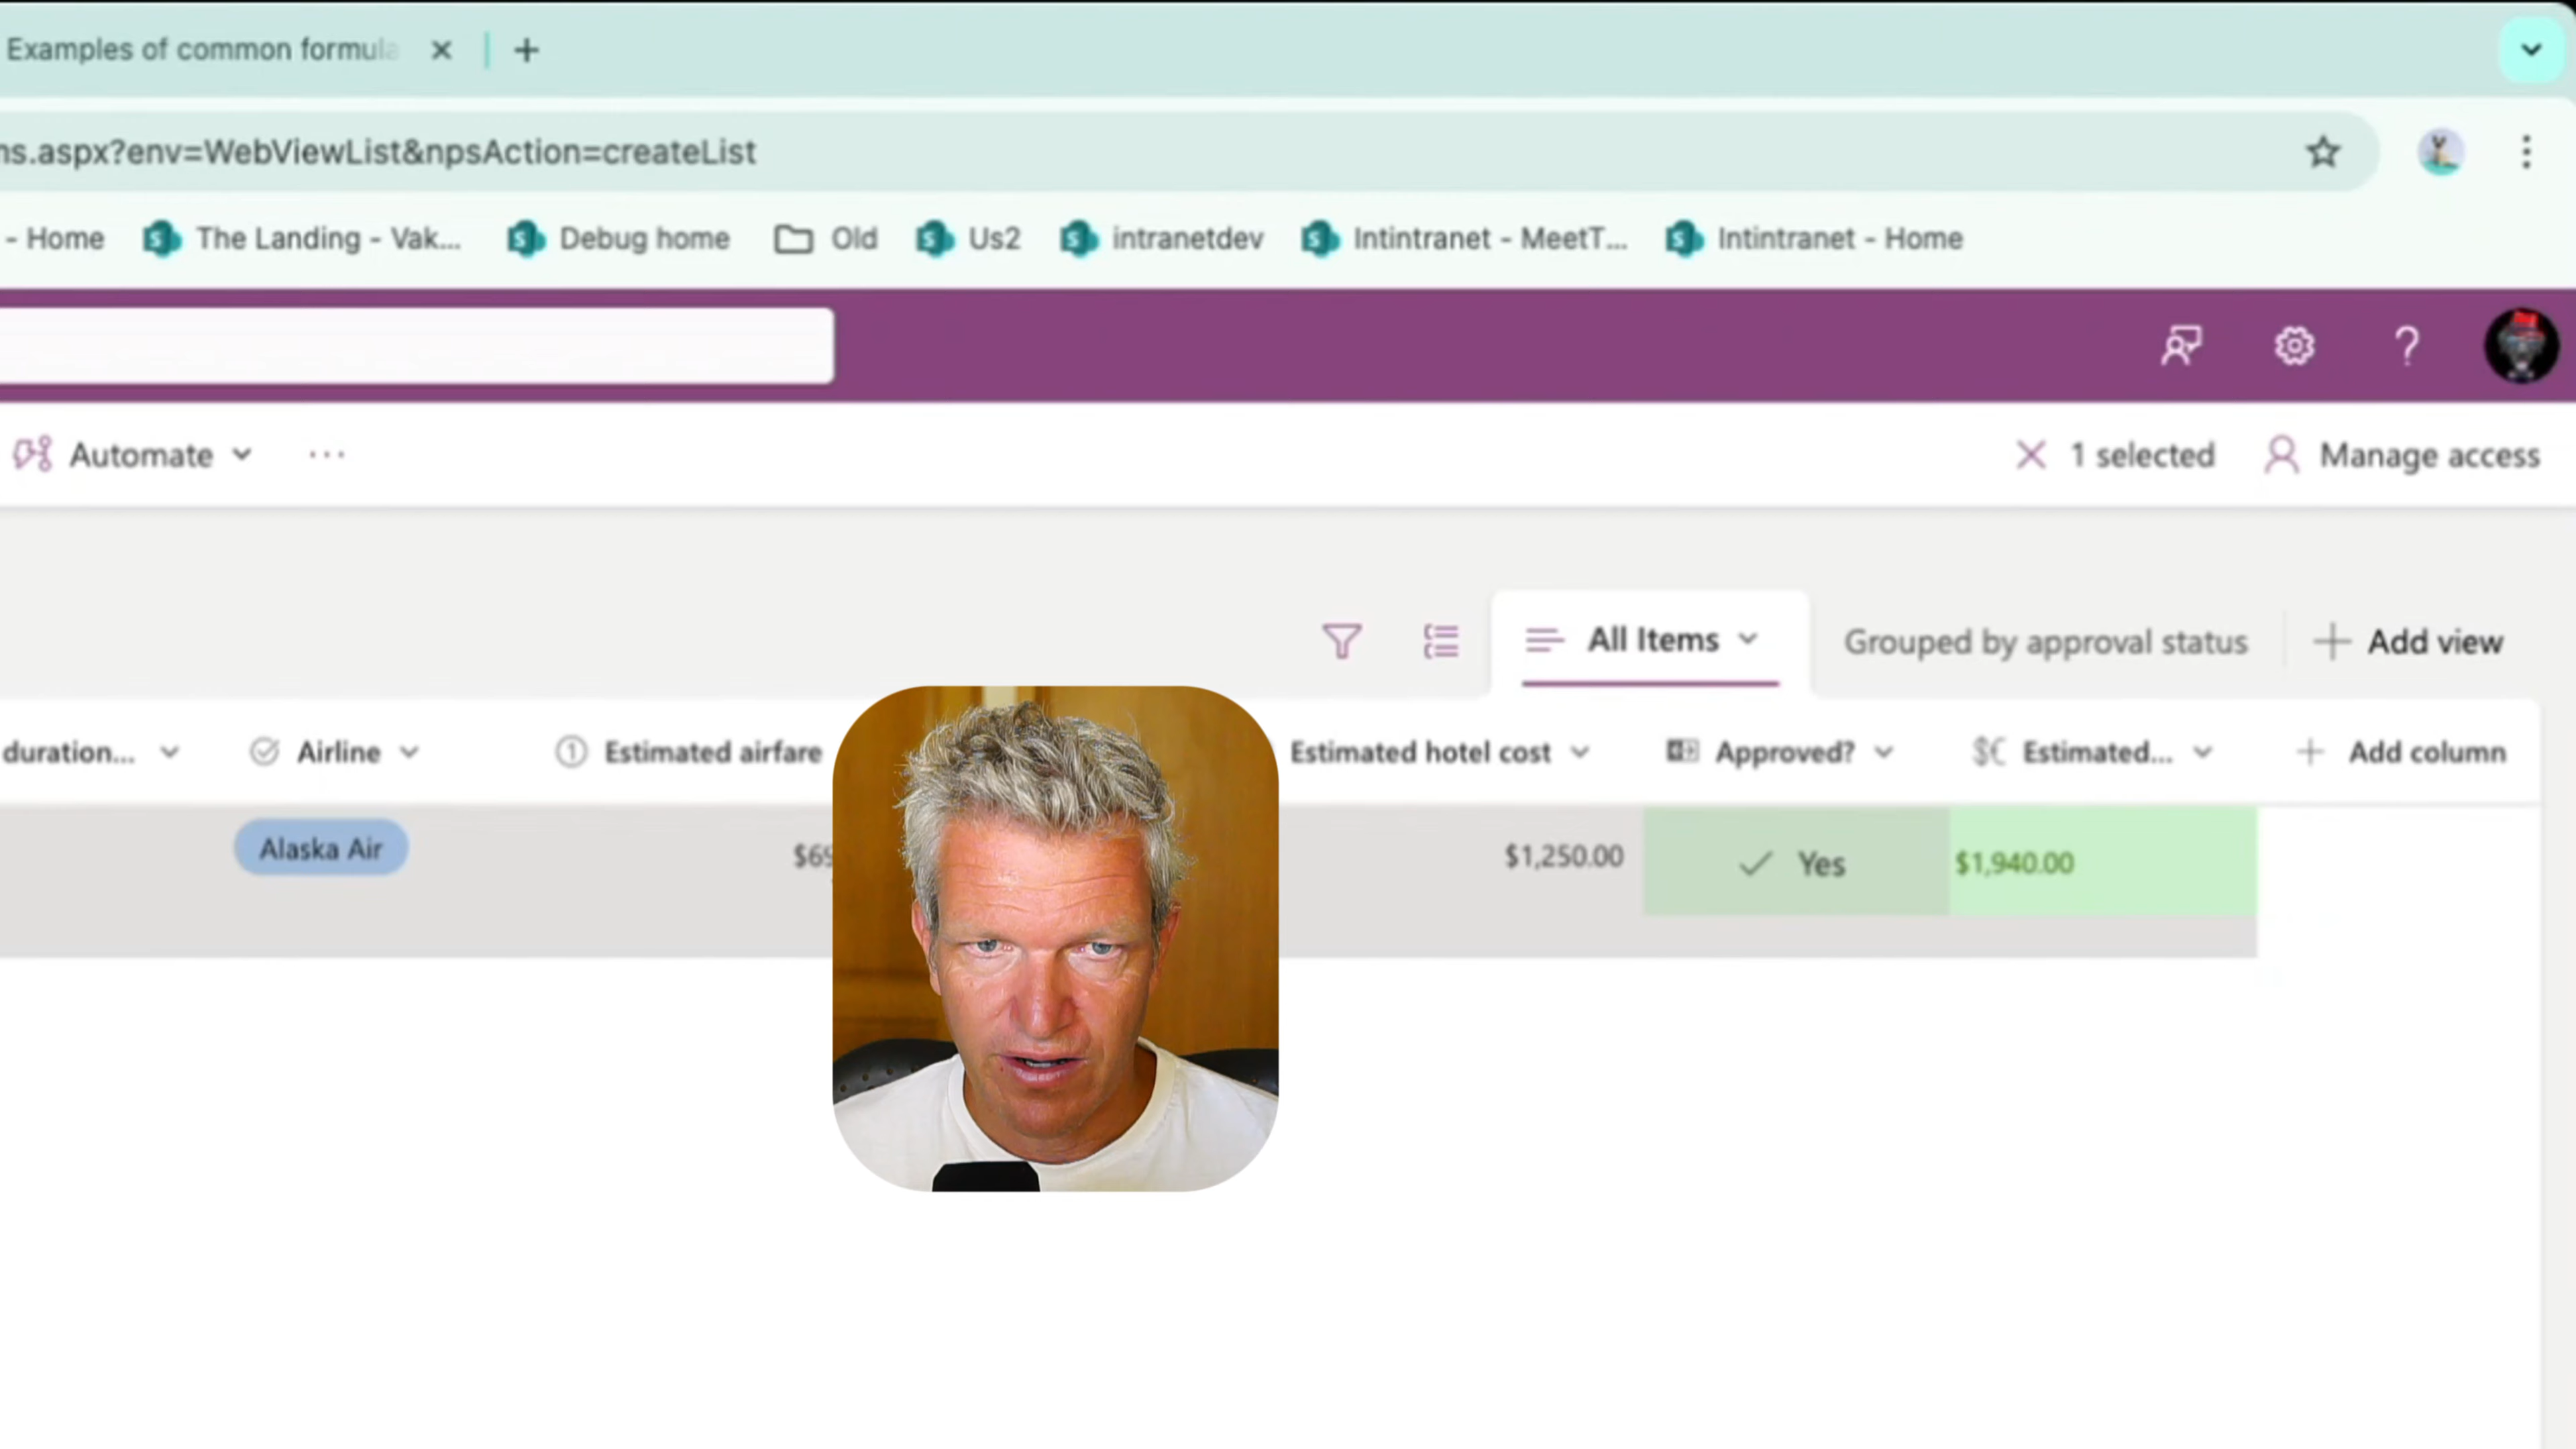 Examples of common formula
ns.aspx?env=WebViewList&npsAction=createList
- Home The Landing - Vak... Debug home Old Us2 intranetdev Intintranet - MeetT... Intintranet - Home
Automate ... 1 selected Manage access
All Items Grouped by approval status Add view
duration... Airline Estimated airfare Estimated hotel cost Approved? Estimated... Add column
Alaska Air $69 $1,250.00 Yes $1,940.00